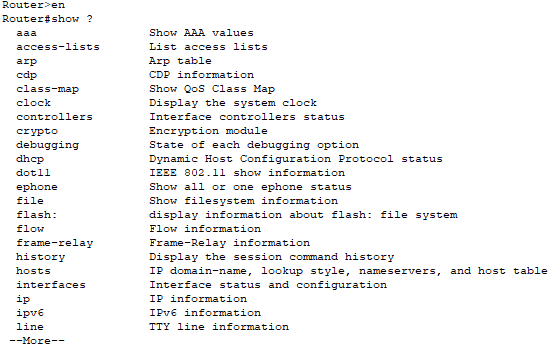 Router>en
Router#show ?
aaa Show AAA values
access-lists List access lists
arp Arp table
cdp CDP information
class-map Show QoS Class Map
clock Display the system clock
controllers Interface controllers status
crypto Encryption module
debugging State of each debugging option
dhcp Dynamic Host Configuration Protocol status
dot11 IEEE 802.11 show information
ephone Show all or one ephone status
file Show filesystem information
flash: display information about flash: file system
flow Flow information
frame-relay Frame-Relay information
history Display the session command history
hosts IP domain-name, lookup style, nameservers, and host table
interfaces Interface status and configuration
ip IP information
ipv6 IPv6 information
line TTY line information
--More--